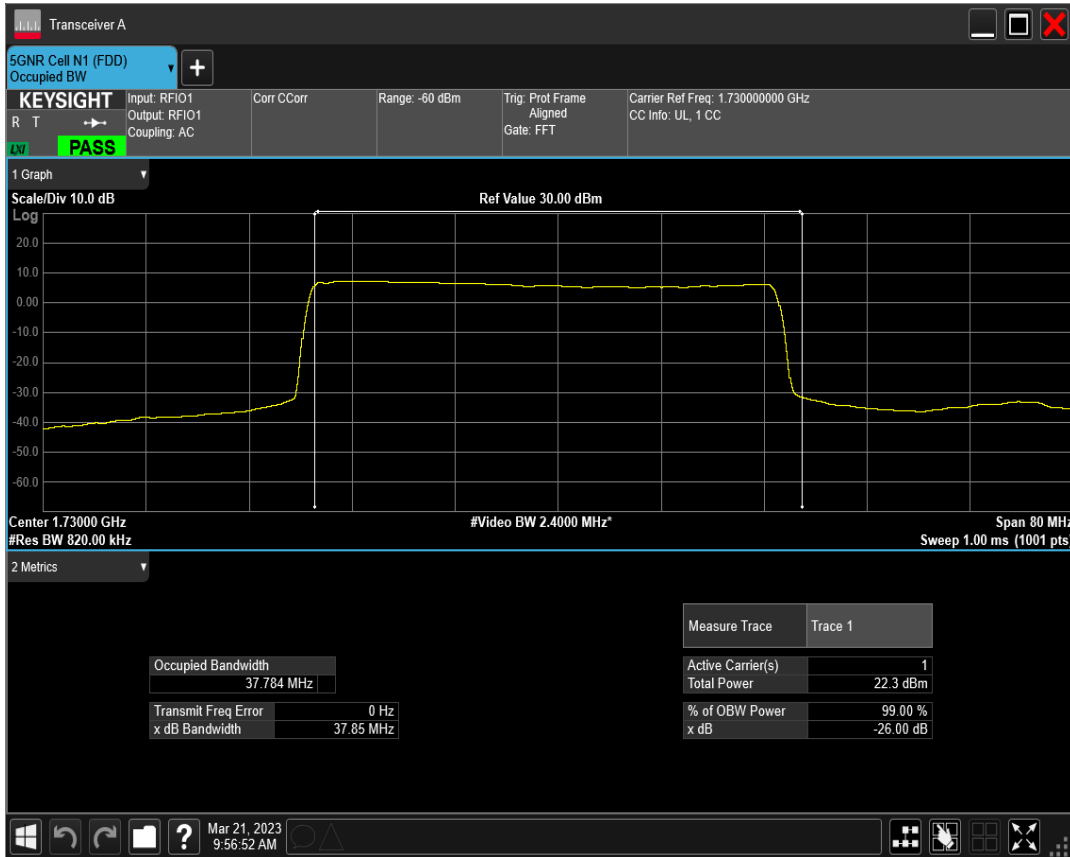 Transceiver A
5GNR Cell N1 (FDD)
Occupied BW
+
KEYSIGHT
R T
LXI
PASS
Input: RFIO1
Output: RFIO1
Coupling: AC
Corr CCorr
Range: -60 dBm
Trig: Prot Frame
Aligned
Gate: FFT
Carrier Ref Freq: 1.730000000 GHz
CC Info: UL, 1 CC
1 Graph
Scale/Div 10.0 dB
Ref Value 30.00 dBm
Log
20.0
10.0
0.00
-10.0
-20.0
-30.0
-40.0
-50.0
-60.0
Center 1.73000 GHz
#Video BW 2.4000 MHz*
Span 80 MHz
#Res BW 820.00 kHz
Sweep 1.00 ms (1001 pts)
2 Metrics
Measure Trace Trace 1
Occupied Bandwidth
37.784 MHz
Active Carrier(s) 1
Total Power 22.3 dBm
Transmit Freq Error 0 Hz
x dB Bandwidth 37.85 MHz
% of OBW Power 99.00 %
x dB -26.00 dB
?
Mar 21, 2023
9:56:52 AM